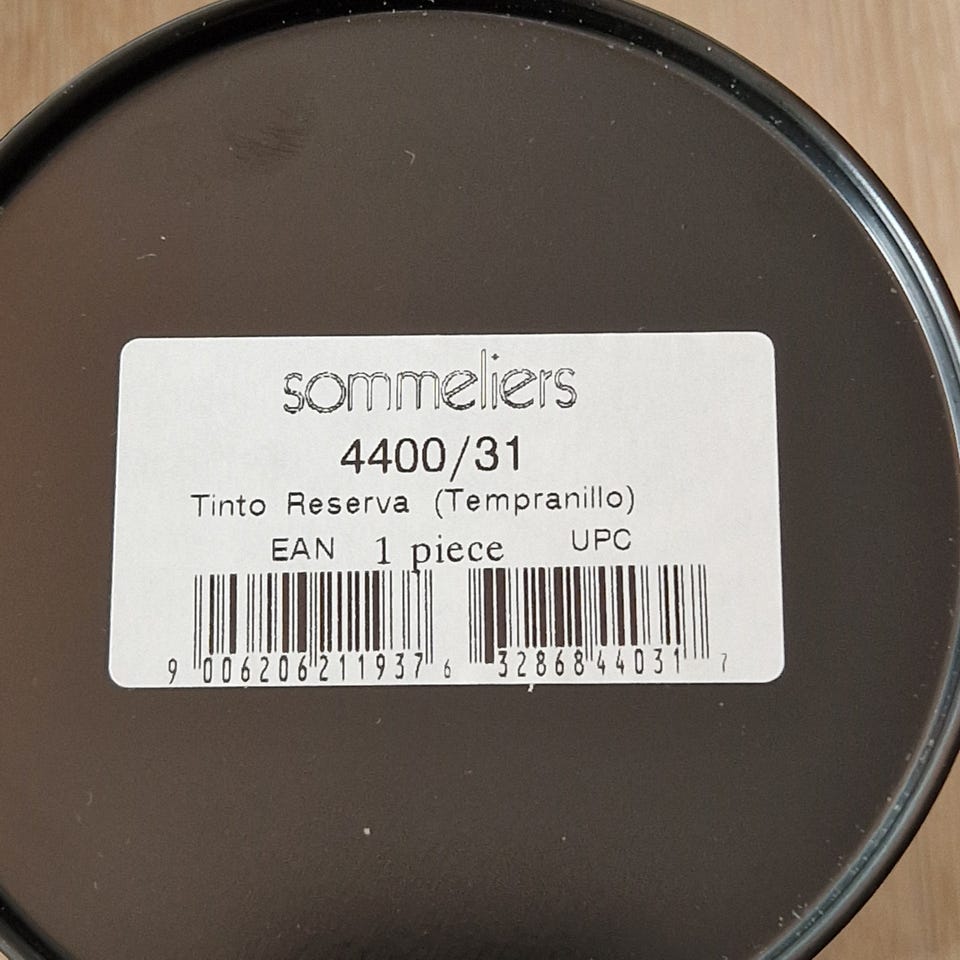 sommeliers
4400/31
Tinto Reserva (Tempranillo)
EAN 1 piece UPC
9 006206 211937 6 32868 44031 7